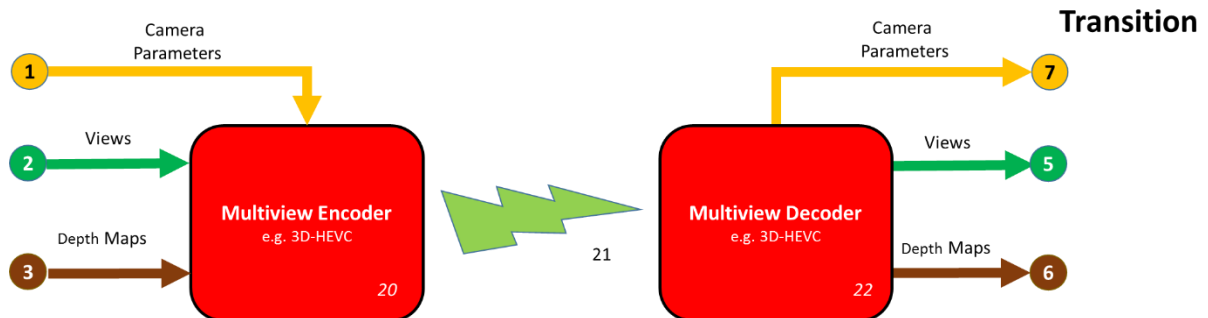 Transition
Camera
Parameters
1
Views
2
Depth Maps
3
Multiview Encoder
e.g. 3D-HEVC
20
21
Camera
Parameters
7
Multiview Decoder
e.g. 3D-HEVC
22
Views
5
Depth Maps
6